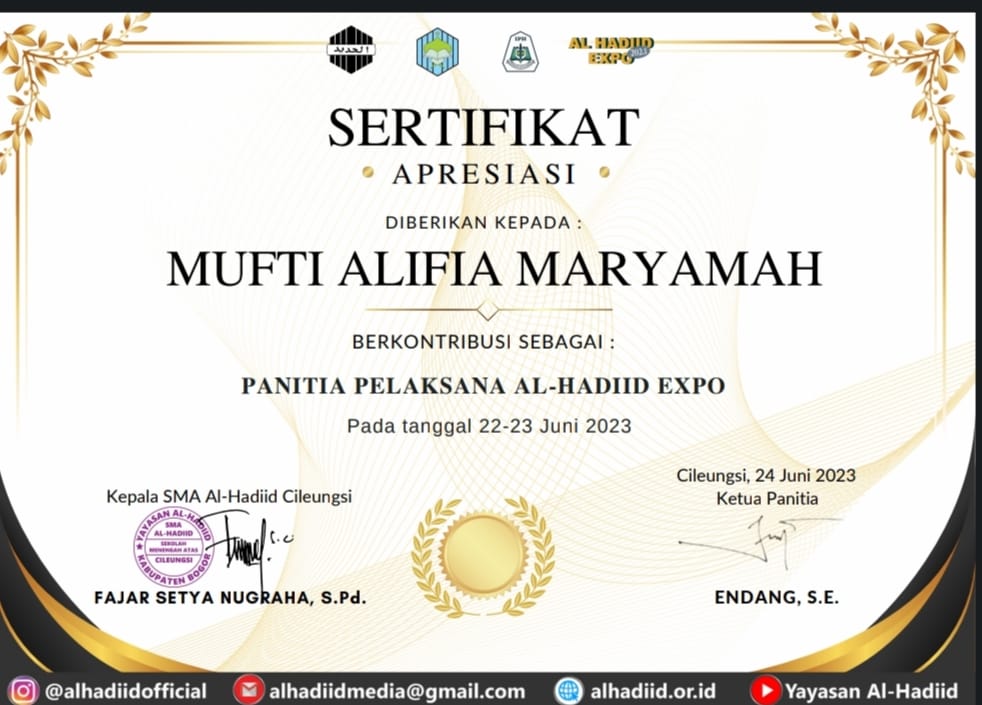 الحديد
AL HADIID
EXPO 2023
SERTIFIKAT
APRESIASI
DIBERIKAN KEPADA :
MUFTI ALIFIA MARYAMAH
BERKONTRIBUSI SEBAGAI :
PANITIA PELAKSANA AL-HADIID EXPO
Pada tanggal 22-23 Juni 2023
Kepala SMA Al-Hadiid Cileungsi
YAYASAN AL-HADIID
SMA
AL-HADIID
SEKOLAH
MENENGAH ATAS
CILEUNGSI
KABUPATEN BOGOR
FAJAR SETYA NUGRAHA, S.Pd.
Cileungsi, 24 Juni 2023
Ketua Panitia
ENDANG, S.E.
@alhadiidofficial
alhadiidmedia@gmail.com
alhadiid.or.id
Yayasan Al-Hadiid